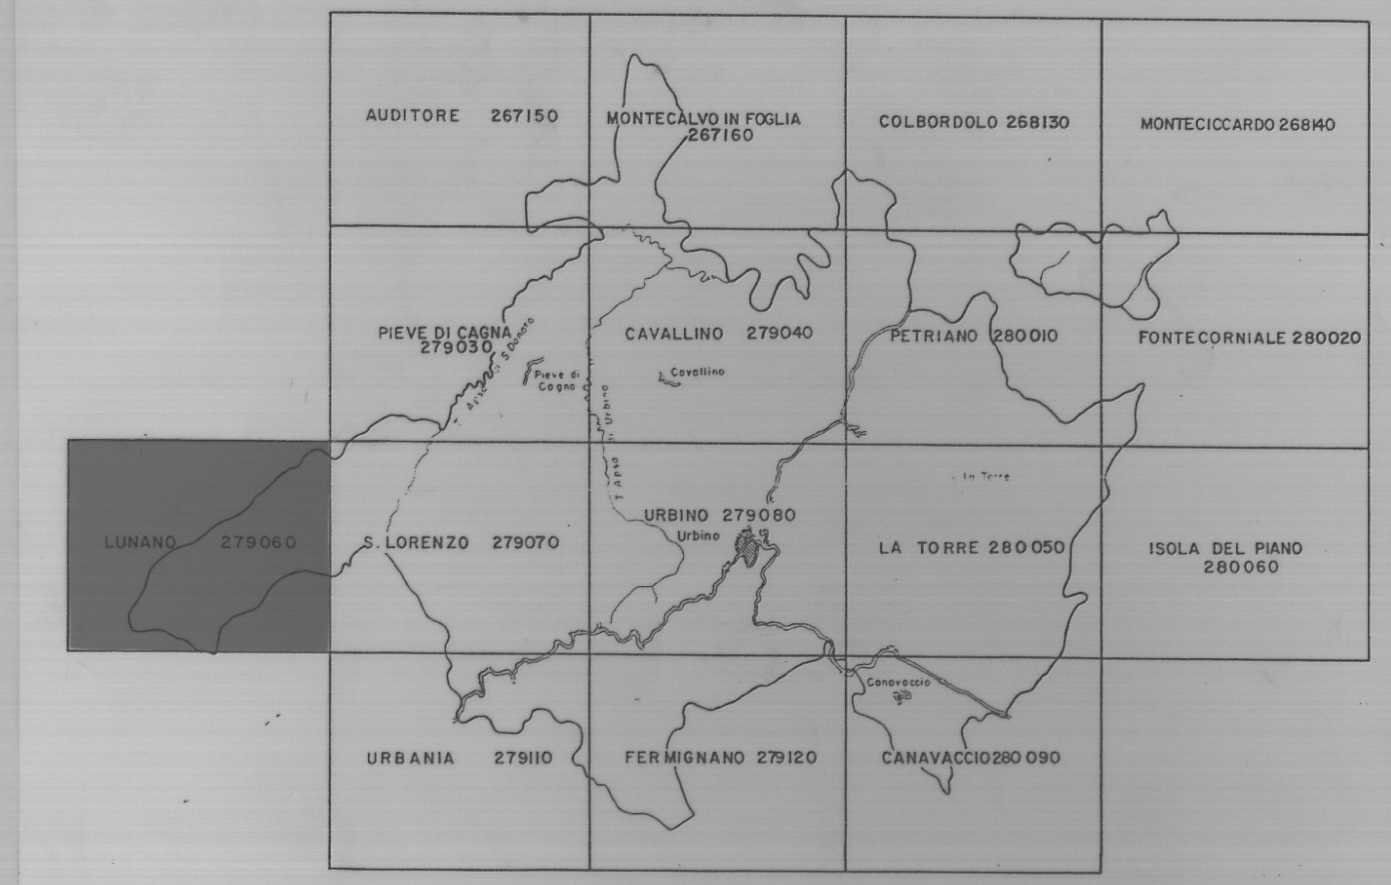 AUDITORE 267150
MONTECALVO IN FOGLIA
267160
COLBORDOLO 268130
MONTECICCARDO 268140
PIEVE DI CAGNA
279030
S. Donato
Pieve di
Cagna
CAVALLINO 279040
Cavallino
PETRIANO 280010
FONTECORNIALE 280020
LUNANO 279060
S. LORENZO 279070
Urbino
URBINO 279080
Urbino
La Torre
LA TORRE 280050
ISOLA DEL PIANO
280060
URBANIA 279110
FERMIGNANO 279120
Canavaccio
CANAVACCIO 280090